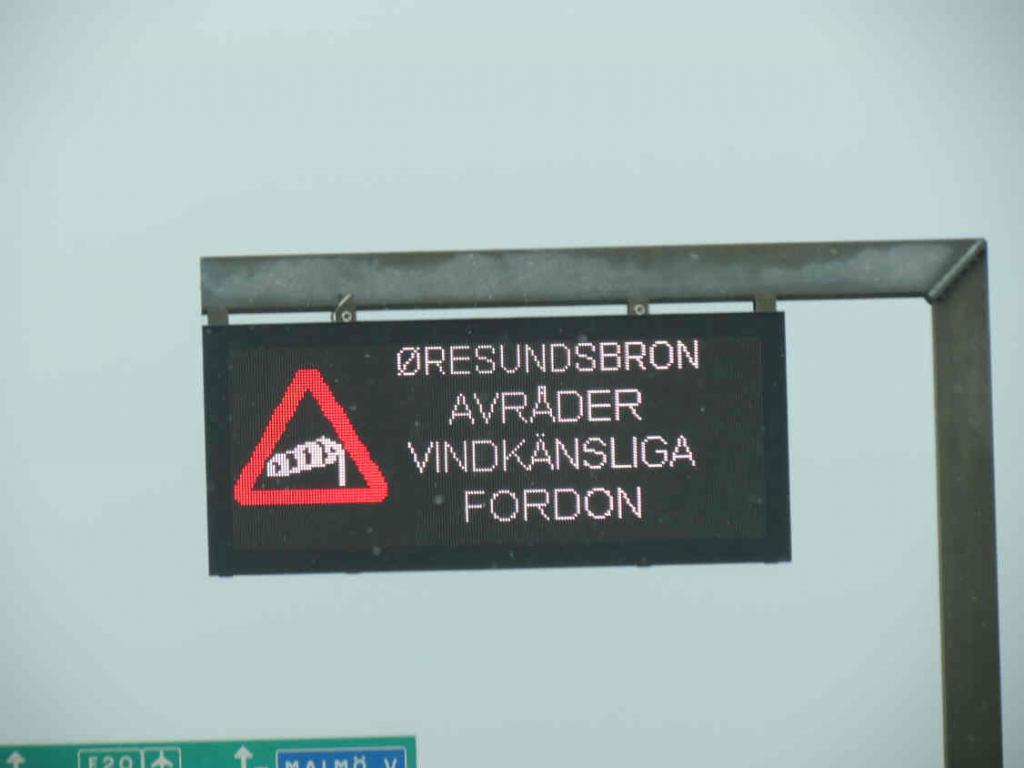 ØRESUNDSBRON
AVRÅDER
VINDKÄNSLIGA
FORDON
E20
MALMÖ V